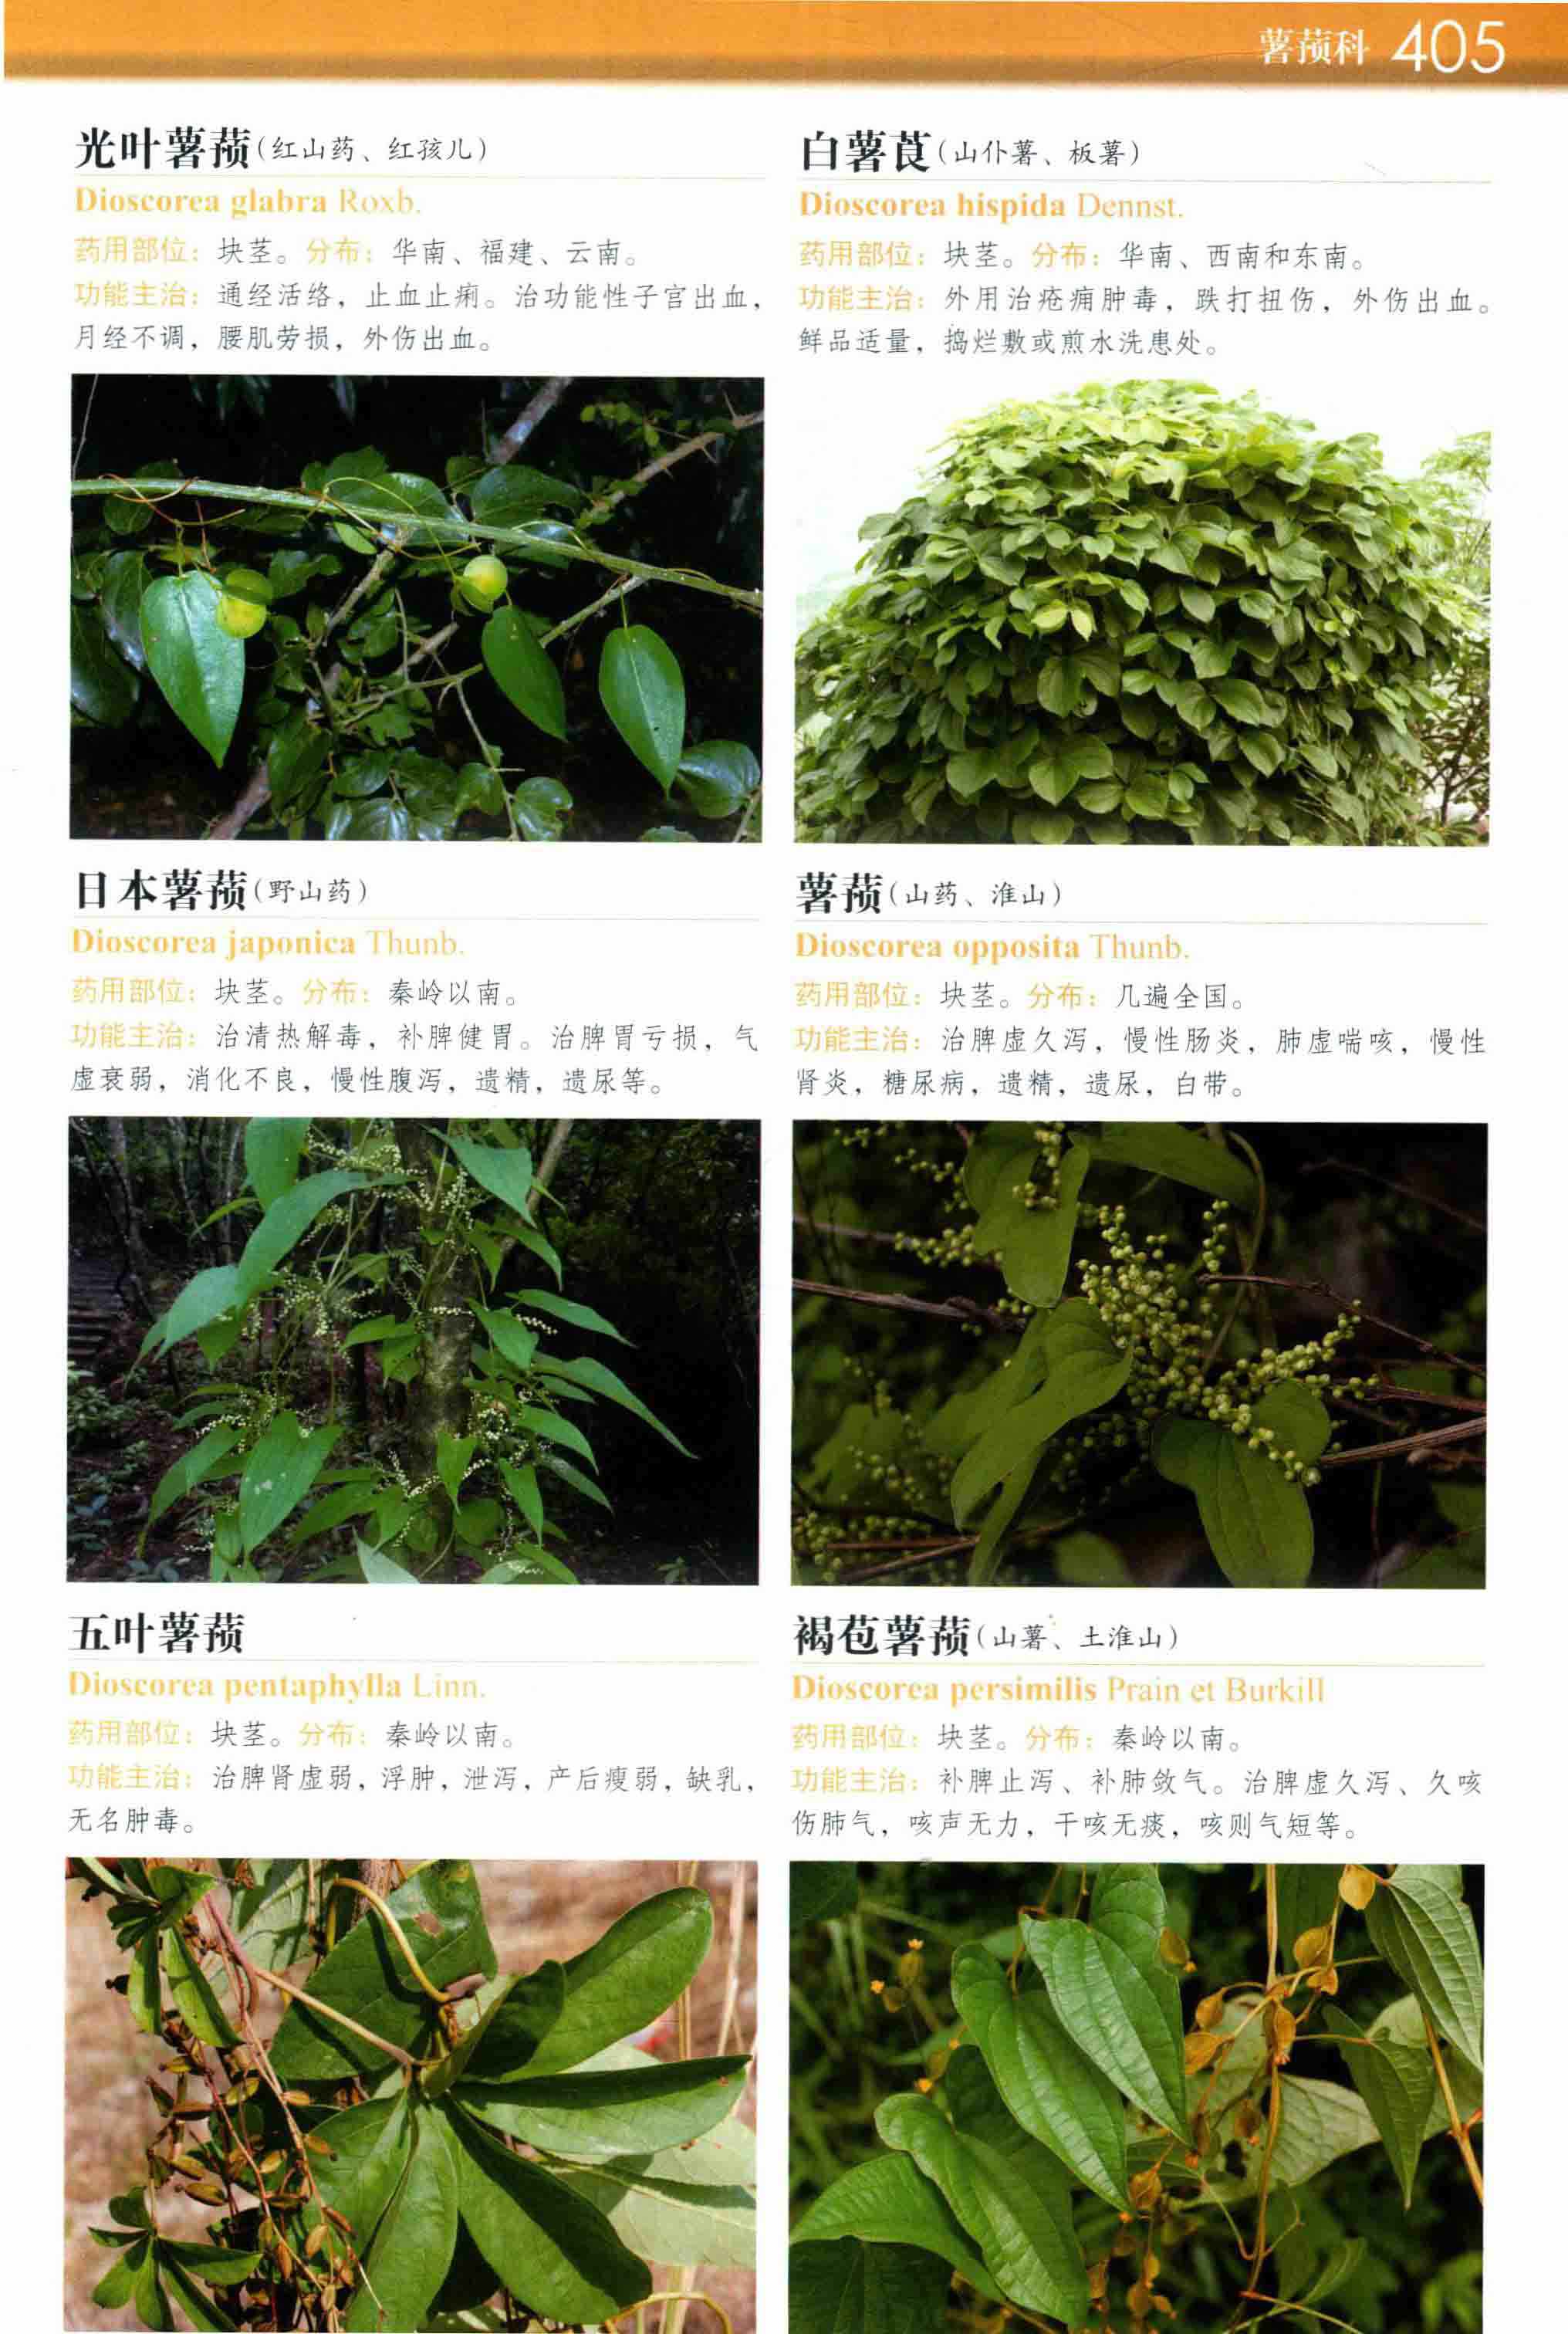 薯蓣科 405
光叶薯蓣（红山药、红孩儿）
Dioscorea glabra Roxb.
药用部位：块茎。分布：华南、福建、云南。
功能主治：通经活络，止血止痢。治功能性子宫出血，
月经不调，腰肌劳损，外伤出血。
白薯莨（山仆薯、板薯）
Dioscorea hispida Dennst.
药用部位：块茎。分布：华南、西南和东南。
功能主治：外用治疮痈肿毒，跌打扭伤，外伤出血。
鲜品适量，捣烂敷或煎水洗患处。
日本薯蓣（野山药）
Dioscorea japonica Thunb.
药用部位：块茎。分布：秦岭以南。
功能主治：治清热解毒，补脾健胃。治脾胃亏损，气
虚衰弱，消化不良，慢性腹泻，遗精，遗尿等。
薯蓣（山药、淮山）
Dioscorea opposita Thunb.
药用部位：块茎。分布：几遍全国。
功能主治：治脾虚久泻，慢性肠炎，肺虚喘咳，慢性
肾炎，糖尿病，遗精，遗尿，白带。
五叶薯蓣
Dioscorea pentaphylla Linn.
药用部位：块茎。分布：秦岭以南。
功能主治：治脾肾虚弱，浮肿，泄泻，产后瘦弱，缺乳，
无名肿毒。
褐苞薯蓣（山薯、土淮山）
Dioscorea persimilis Prain et Burkill
药用部位：块茎。分布：秦岭以南。
功能主治：补脾止泻、补肺敛气。治脾虚久泻、久咳
伤肺气，咳声无力，干咳无痰，咳则气短等。